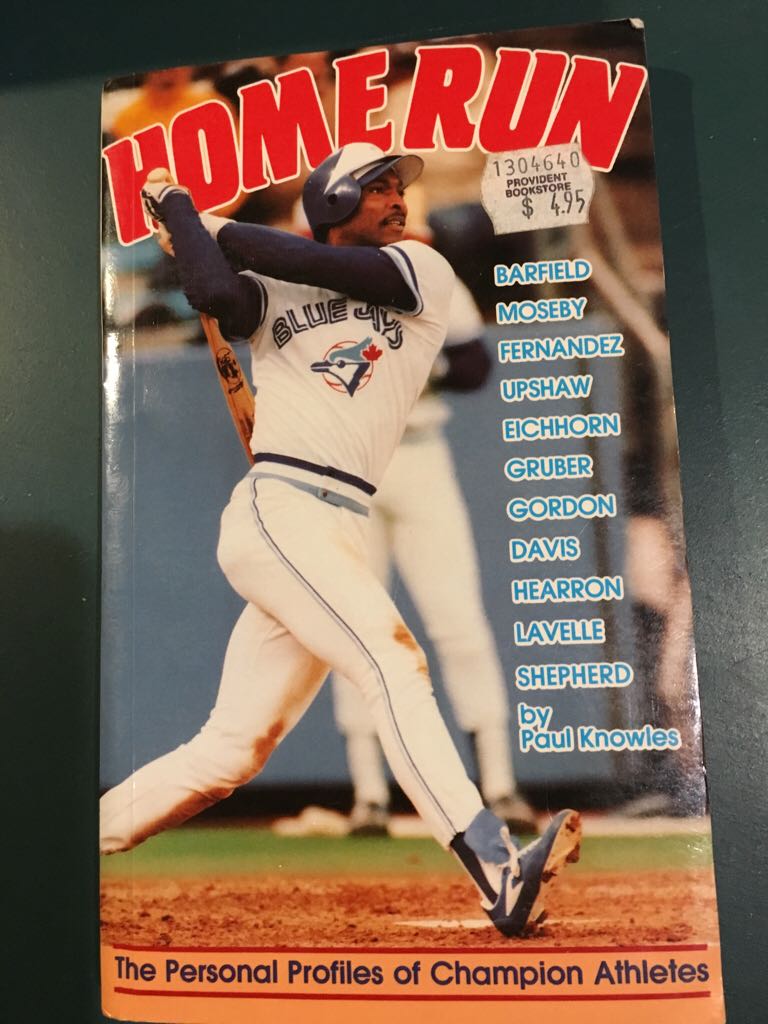 HOME RUN
1304640
PROVIDENT
BOOKSTORE
$ 4.95
BLUE JAYS
BARFIELD
MOSEBY
FERNANDEZ
UPSHAW
EICHHORN
GRUBER
GORDON
DAVIS
HEARRON
LAVELLE
SHEPHERD
by
Paul Knowles
The Personal Profiles of Champion Athletes